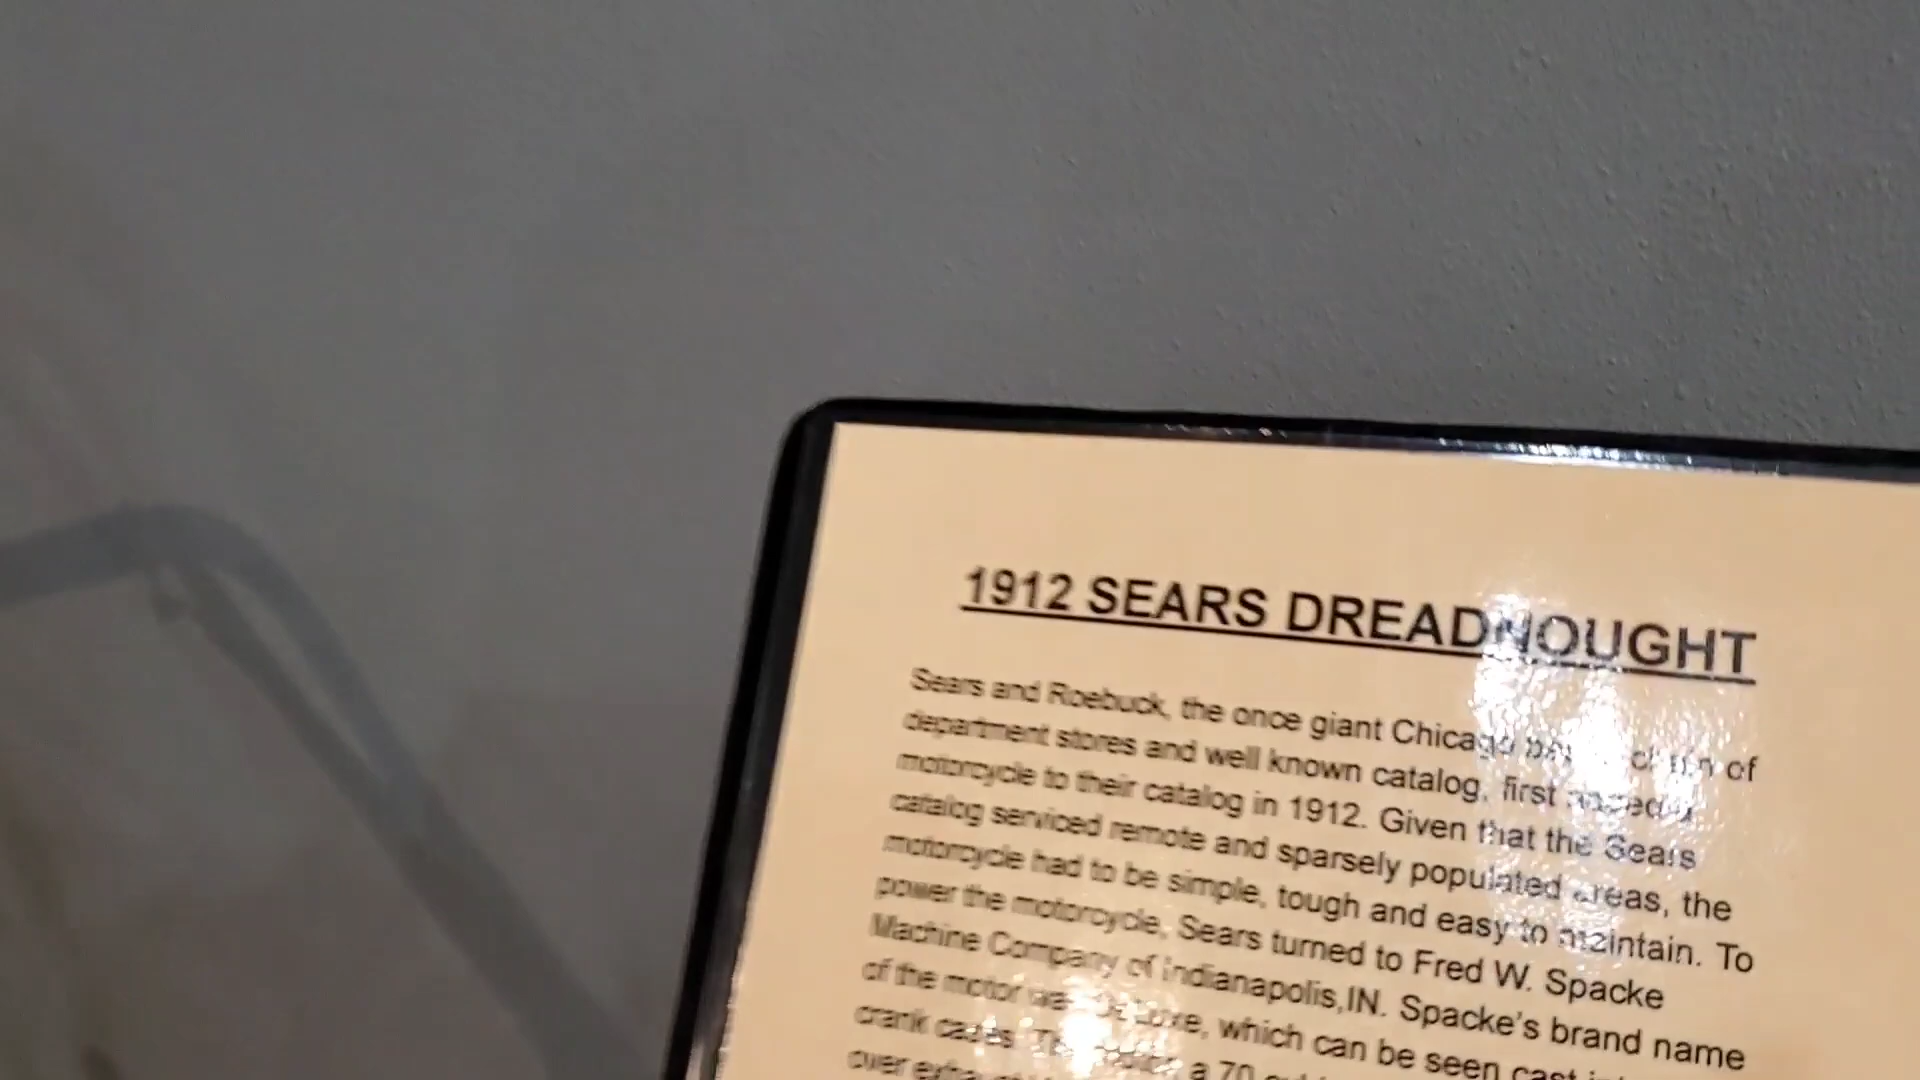 1912 SEARS DREADNOUGHT
Sears and Roebuck, the once giant Chicago chain of
department stores and well known catalog, first
motorcycle to their catalog in 1912. Given that the Sears
catalog serviced remote and sparsely populated areas, the
motorcycle had to be simple, tough and easy to maintain. To
power the motorcycle, Sears turned to Fred W. Spacke
Machine Company of Indianapolis,IN. Spacke's brand name
of the motor was which can be seen cast
crank cases. a 70
over